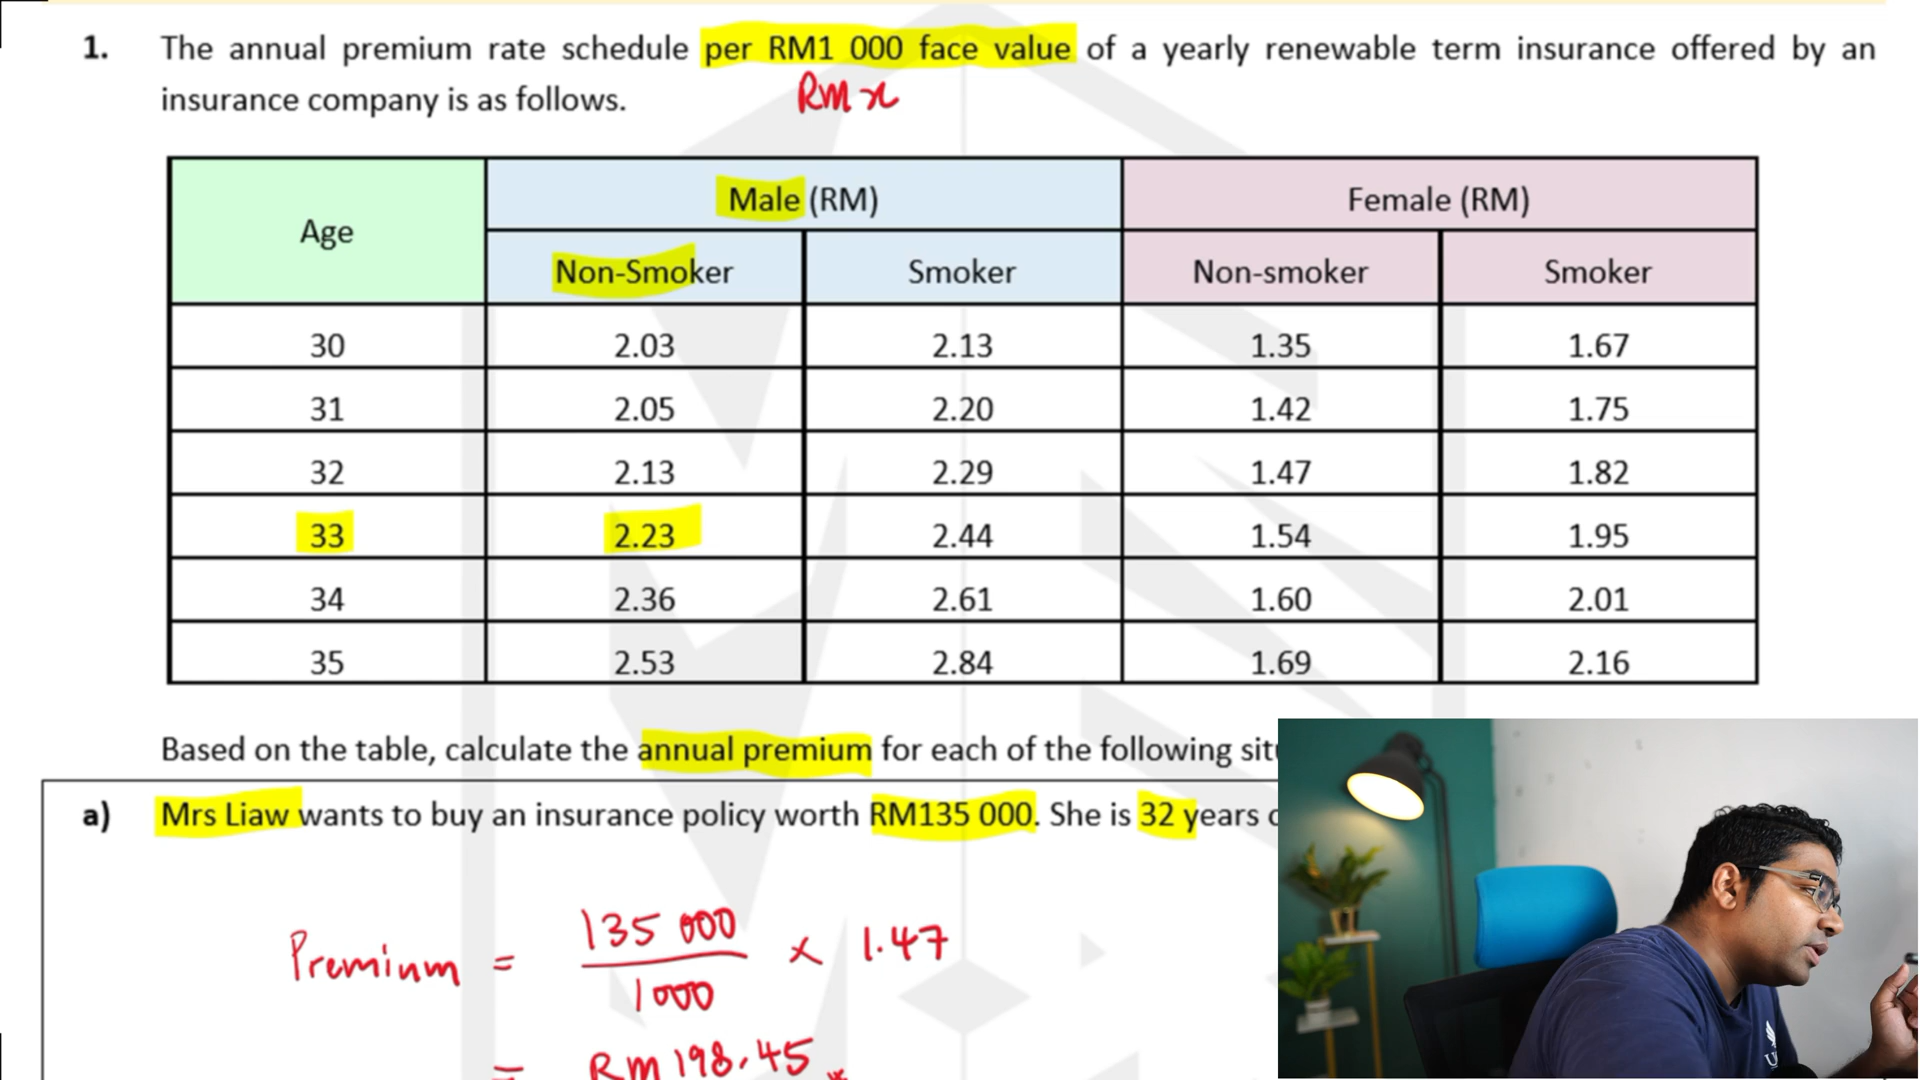 1. The annual premium rate schedule per RM1 000 face value of a yearly renewable term insurance offered by an
insurance company is as follows.
RM x
Age
Male (RM)
Female (RM)
Non-Smoker Smoker Non-smoker Smoker
30 2.03 2.13 1.35 1.67
31 2.05 2.20 1.42 1.75
32 2.13 2.29 1.47 1.82
33 2.23 2.44 1.54 1.95
34 2.36 2.61 1.60 2.01
35 2.53 2.84 1.69 2.16
Based on the table, calculate the annual premium for each of the following
a) Mrs Liaw wants to buy an insurance policy worth RM135 000. She is 32 years
Premium = 135 000 / 1000 × 1.47
= RM 198.45